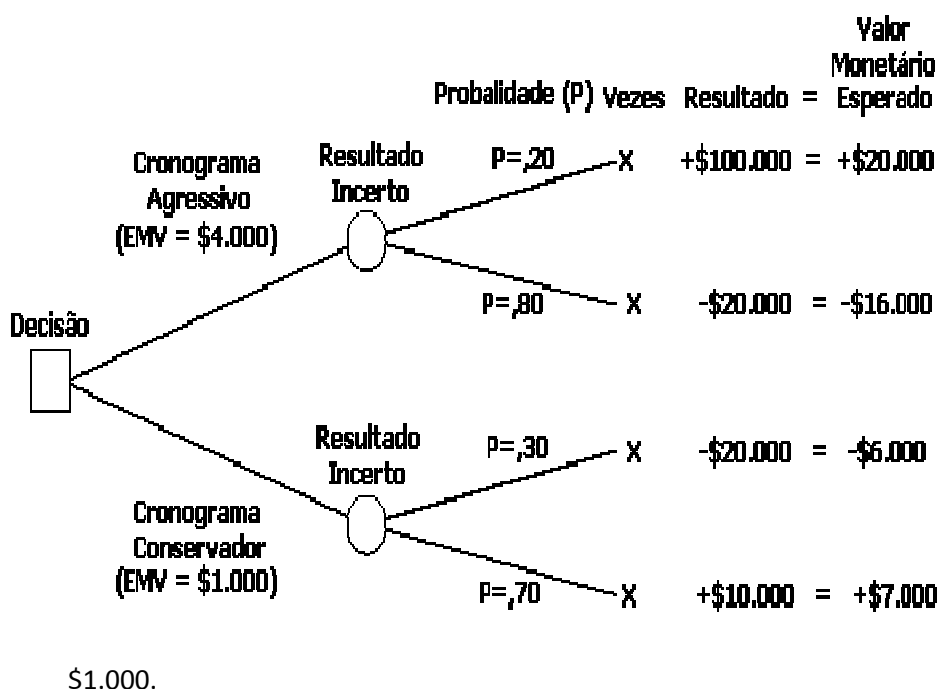 Valor
Monetário
Probalidade (P) Vezes Resultado = Esperado
Cronograma
Agressivo
(EMV = $4.000)
Resultado
Incerto
P=,20 X +$100.000 = +$20.000
P=,80 X -$20.000 = -$16.000
Decisão
Resultado
Incerto
P=,30 X -$20.000 = -$6.000
Cronograma
Conservador
(EMV = $1.000)
P=,70 X +$10.000 = +$7.000
$1.000.